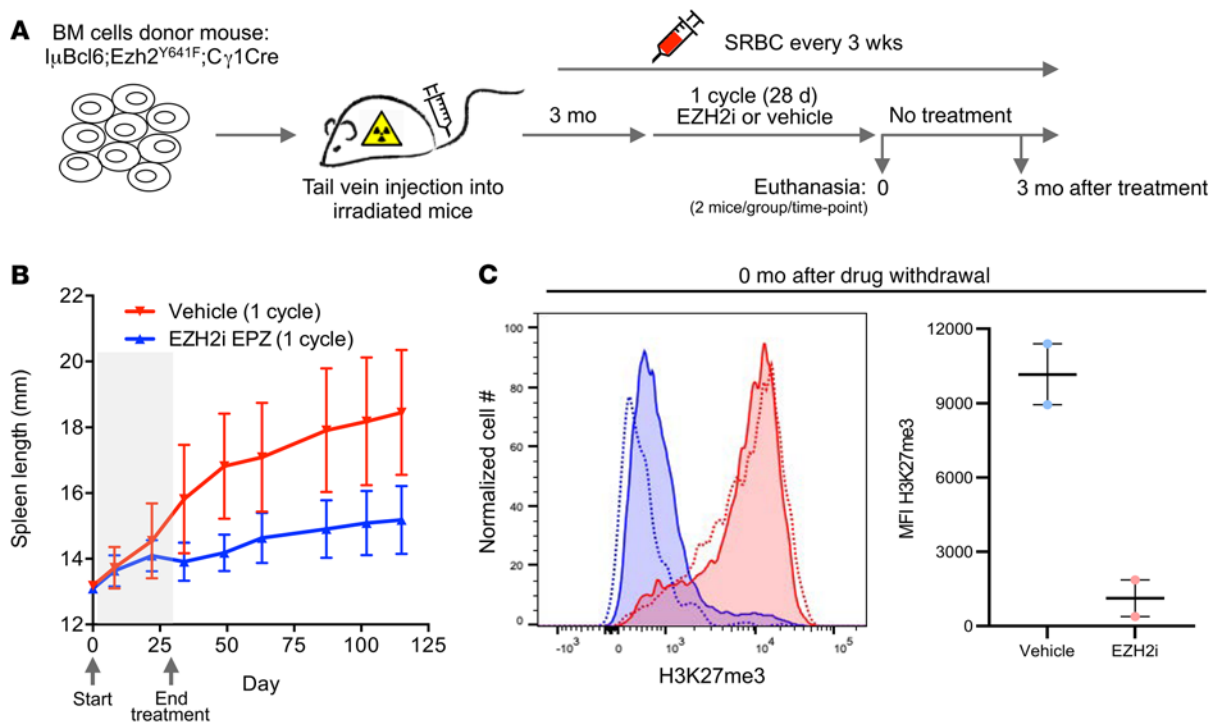 A
BM cells donor mouse:
IμBcl6;Ezh2Y641F;Cγ1Cre
SRBC every 3 wks
3 mo
1 cycle (28 d)
EZH2i or vehicle
No treatment
Tail vein injection into
irradiated mice
Euthanasia:
(2 mice/group/time-point)
0
3 mo after treatment
B
22
20
18
16
14
12
Spleen length (mm)
Vehicle (1 cycle)
EZH2i EPZ (1 cycle)
0
25
50
75
100
125
Day
Start
End
treatment
C
0 mo after drug withdrawal
100
80
60
40
20
0
Normalized cell #
-10³
0
10³
10⁴
10⁵
H3K27me3
12000
9000
6000
3000
0
MFI H3K27me3
Vehicle
EZH2i